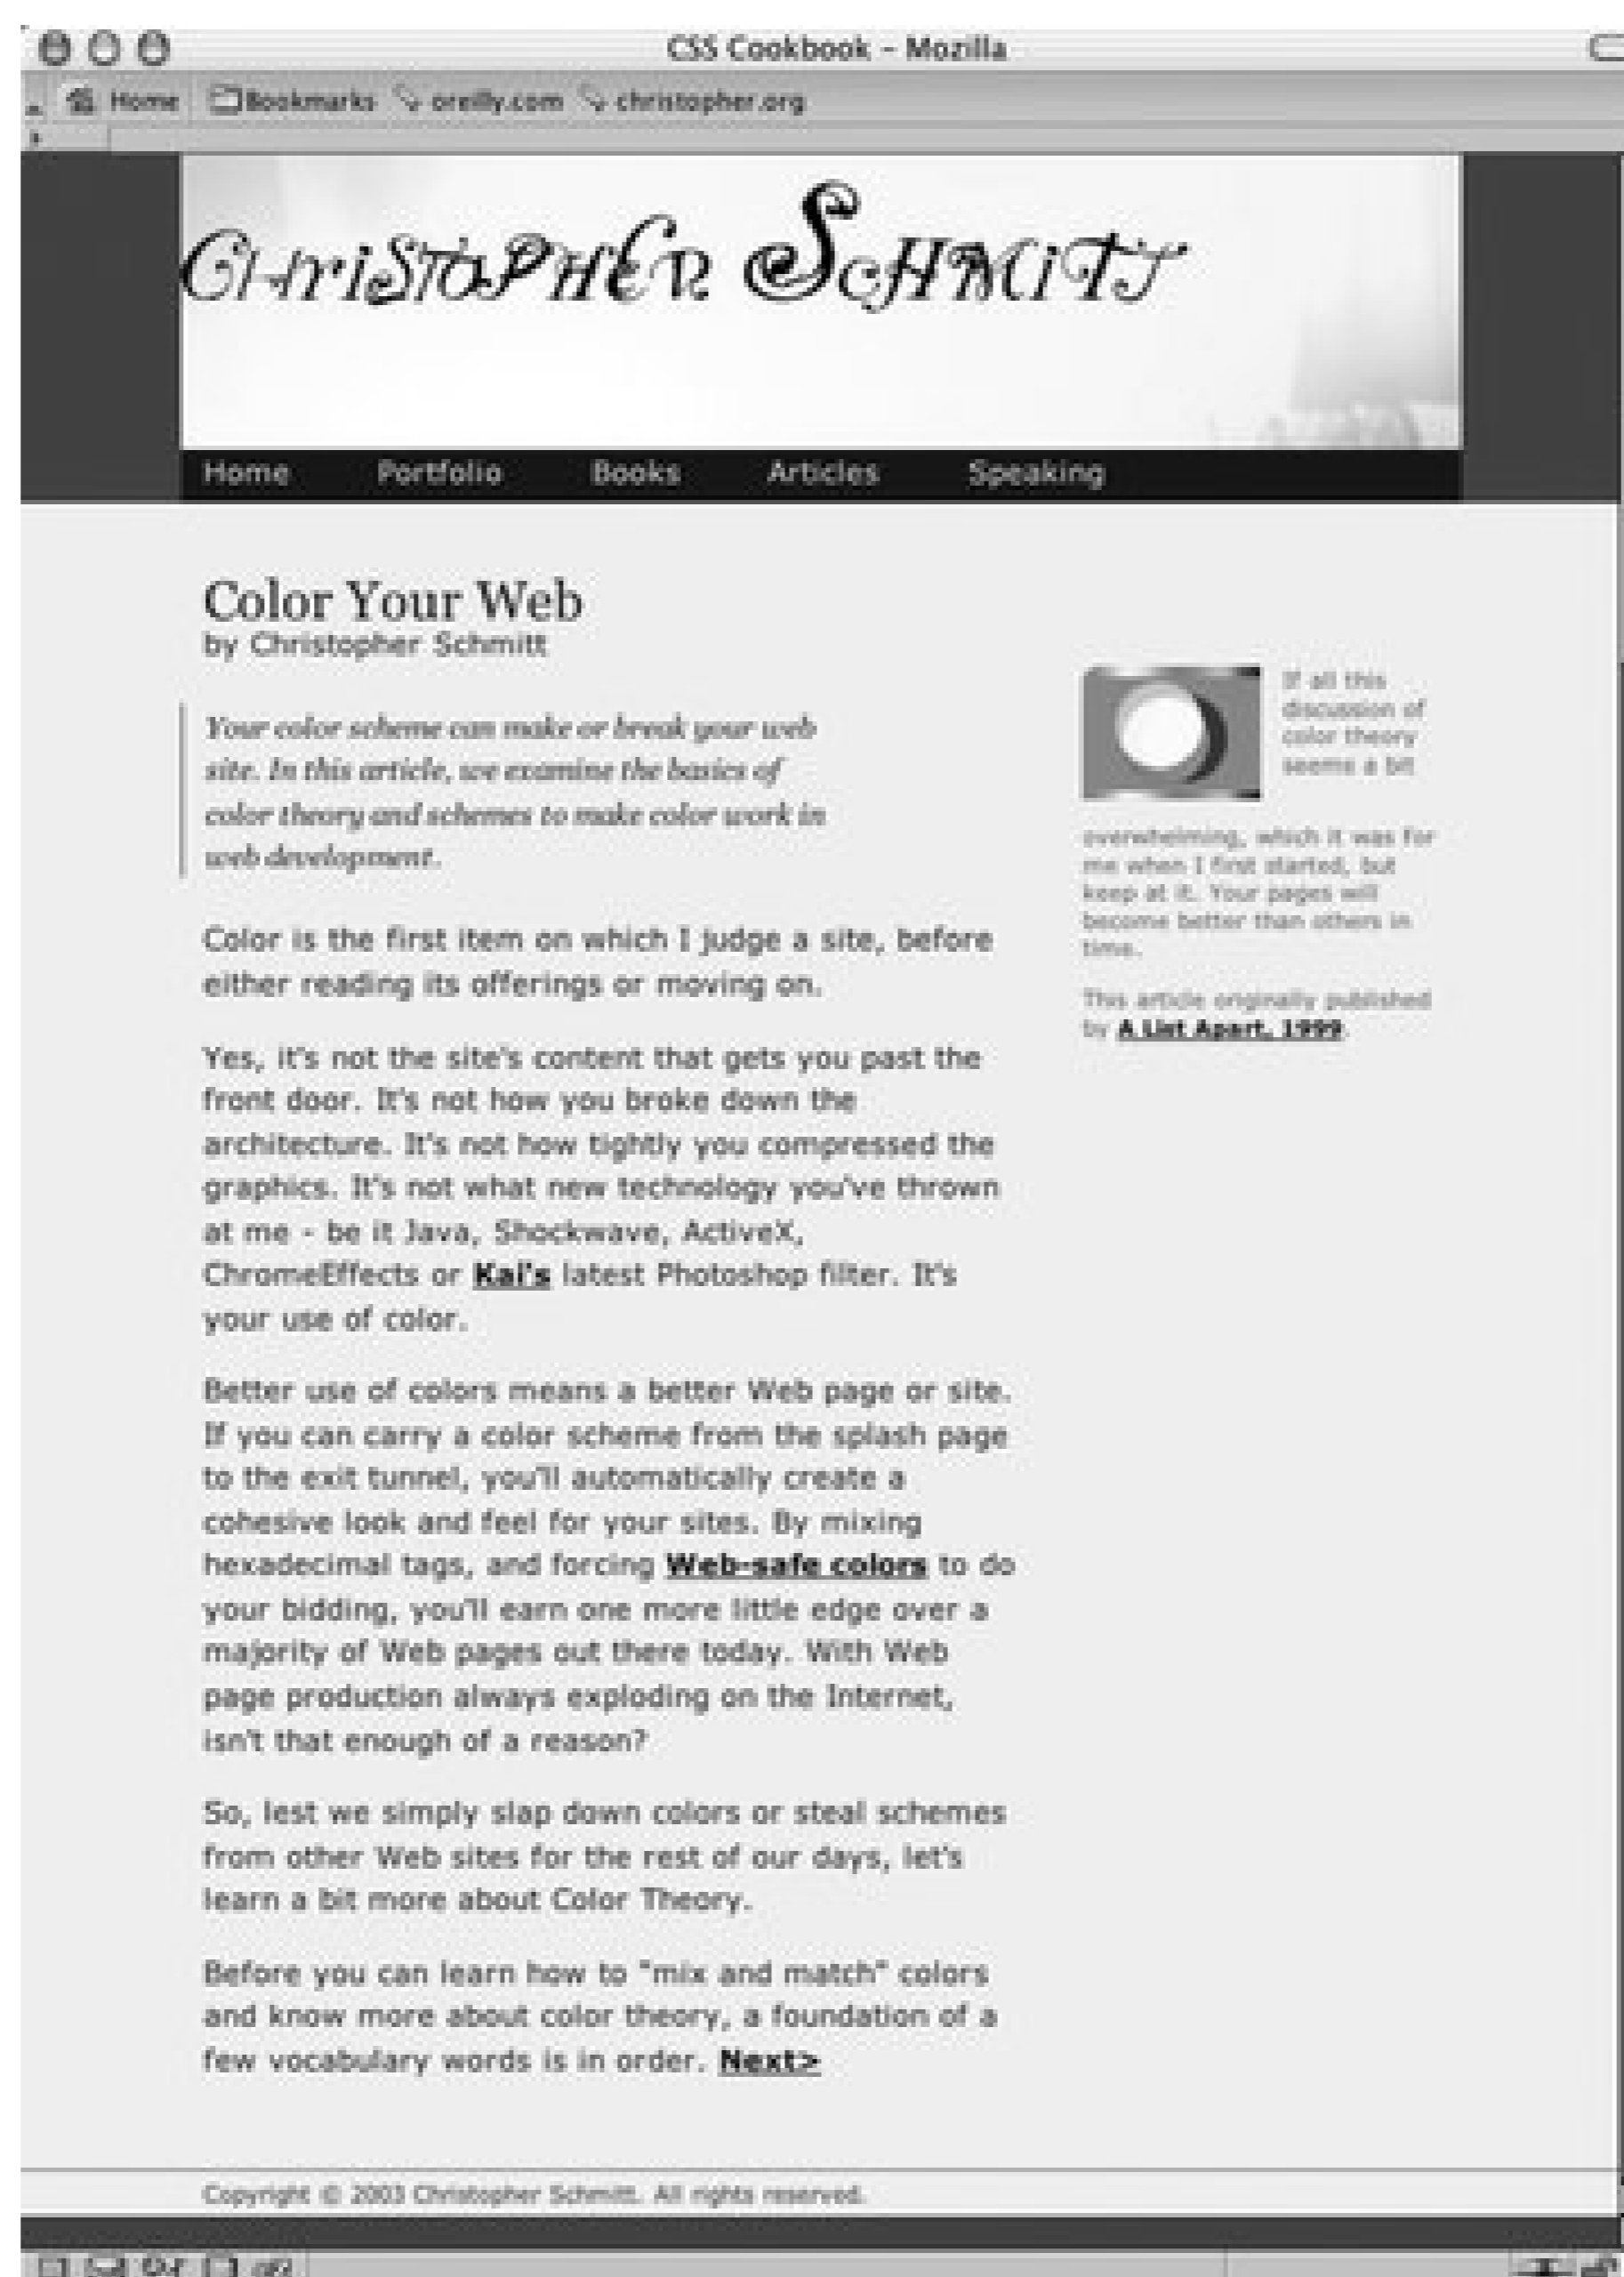 CSS Cookbook – Mozilla
Home Bookmarks oreilly.com christopher.org
CHriSTOPHER SCHMiTT
Home Portfolio Books Articles Speaking
Color Your Web
by Christopher Schmitt
Your color scheme can make or break your web
site. In this article, we examine the basics of
color theory and schemes to make color work in
web development.
Color is the first item on which I judge a site, before
either reading its offerings or moving on.
Yes, it's not the site's content that gets you past the
front door. It's not how you broke down the
architecture. It's not how tightly you compressed the
graphics. It's not what new technology you've thrown
at me - be it Java, Shockwave, ActiveX,
ChromeEffects or Kai's latest Photoshop filter. It's
your use of color.
Better use of colors means a better Web page or site.
If you can carry a color scheme from the splash page
to the exit tunnel, you'll automatically create a
cohesive look and feel for your sites. By mixing
hexadecimal tags, and forcing Web-safe colors to do
your bidding, you'll earn one more little edge over a
majority of Web pages out there today. With Web
page production always exploding on the Internet,
isn't that enough of a reason?
So, lest we simply slap down colors or steal schemes
from other Web sites for the rest of our days, let's
learn a bit more about Color Theory.
Before you can learn how to "mix and match" colors
and know more about color theory, a foundation of a
few vocabulary words is in order. Next>
If all this
discussion of
color theory
seems a bit
overwhelming, which it was for
me when I first started, but
keep at it. Your pages will
become better than others in
time.
This article originally published
by A List Apart, 1999.
Copyright © 2003 Christopher Schmitt. All rights reserved.